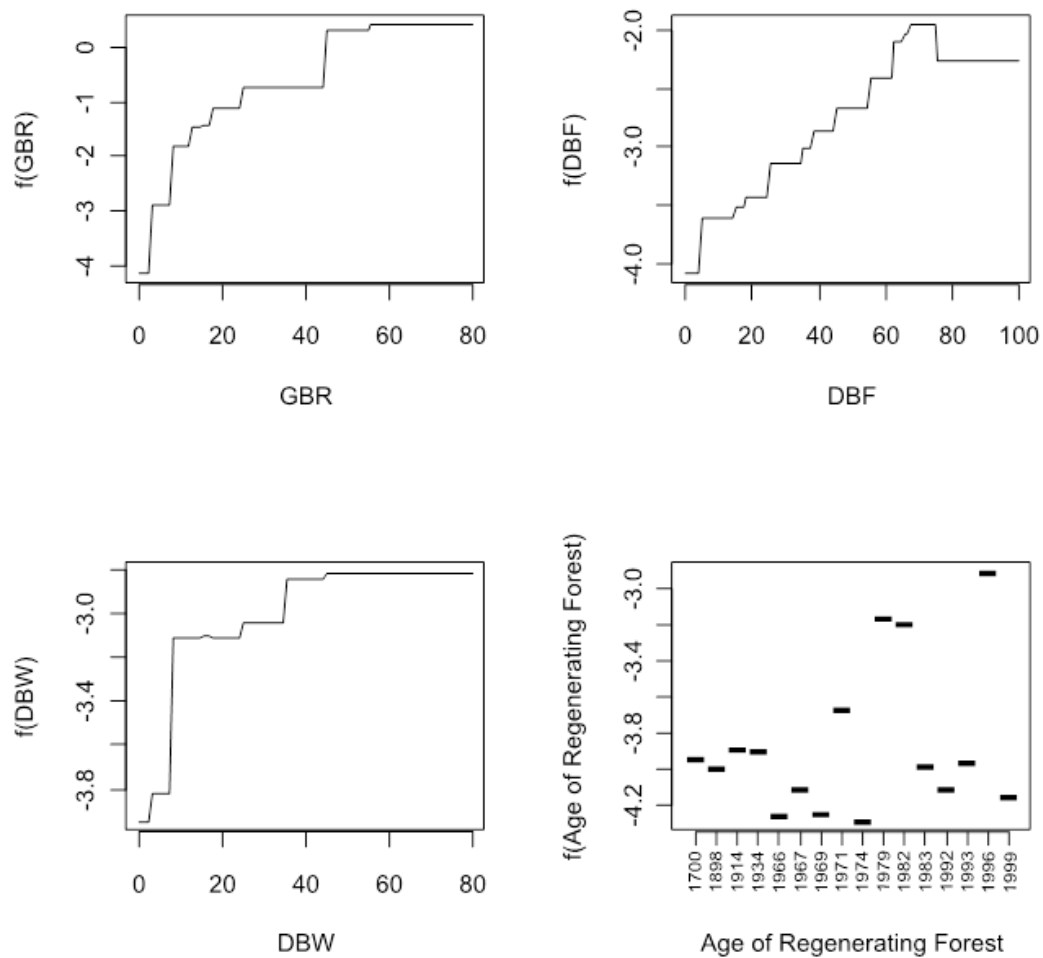 f(GBR)
0
-1
-2
-3
-4
0 20 40 60 80
GBR
f(DBF)
-2.0
-3.0
-4.0
0 20 40 60 80 100
DBF
f(DBW)
-3.0
-3.4
-3.8
0 20 40 60 80
DBW
f(Age of Regenerating Forest)
-3.0
-3.4
-3.8
-4.2
1700 1898 1914 1934 1966 1967 1969 1971 1974 1979 1982 1983 1992 1993 1996 1999
Age of Regenerating Forest